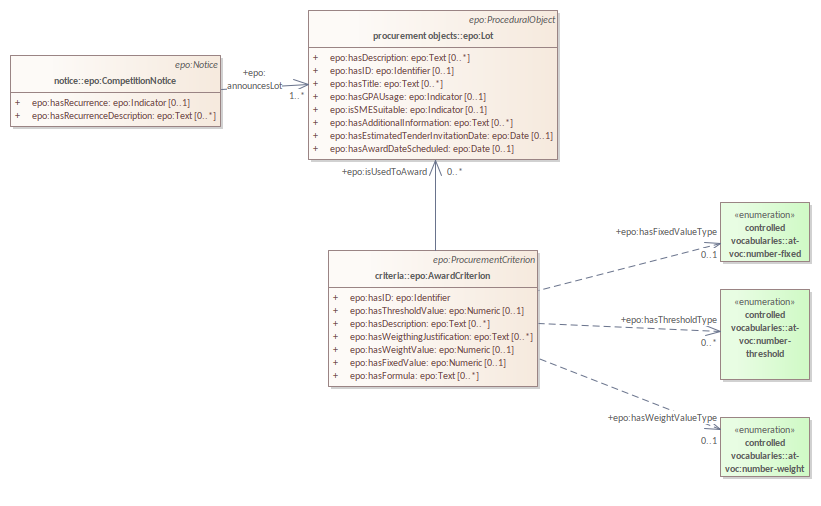 epo:ProceduralObject
procurement objects::epo:Lot
+ epo:hasDescription: epo:Text [0..*]
+ epo:hasID: epo:Identifier [0..1]
+ epo:hasTitle: epo:Text [0..*]
+ epo:hasGPAUsage: epo:Indicator [0..1]
+ epo:isSMESuitable: epo:Indicator [0..1]
+ epo:hasAdditionalInformation: epo:Text [0..*]
+ epo:hasEstimatedTenderInvitationDate: epo:Date [0..1]
+ epo:hasAwardDateScheduled: epo:Date [0..1]
epo:Notice
notice::epo:CompetitionNotice
+ epo:hasRecurrence: epo:Indicator [0..1]
+ epo:hasRecurrenceDescription: epo:Text [0..*]
+epo:
announcesLot
1..*
+epo:isUsedToAward 0..*
epo:ProcurementCriterion
criteria::epo:AwardCriterion
+ epo:hasID: epo:Identifier
+ epo:hasThresholdValue: epo:Numeric [0..1]
+ epo:hasDescription: epo:Text [0..*]
+ epo:hasWeigthingJustification: epo:Text [0..*]
+ epo:hasWeightValue: epo:Numeric [0..1]
+ epo:hasFixedValue: epo:Numeric [0..1]
+ epo:hasFormula: epo:Text [0..*]
+epo:hasFixedValueType
0..1
«enumeration»
controlled
vocabularies::at-
voc:number-fixed
+epo:hasThresholdType
0..*
«enumeration»
controlled
vocabularies::at-
voc:number-
threshold
+epo:hasWeightValueType
0..1
«enumeration»
controlled
vocabularies::at-
voc:number-weight